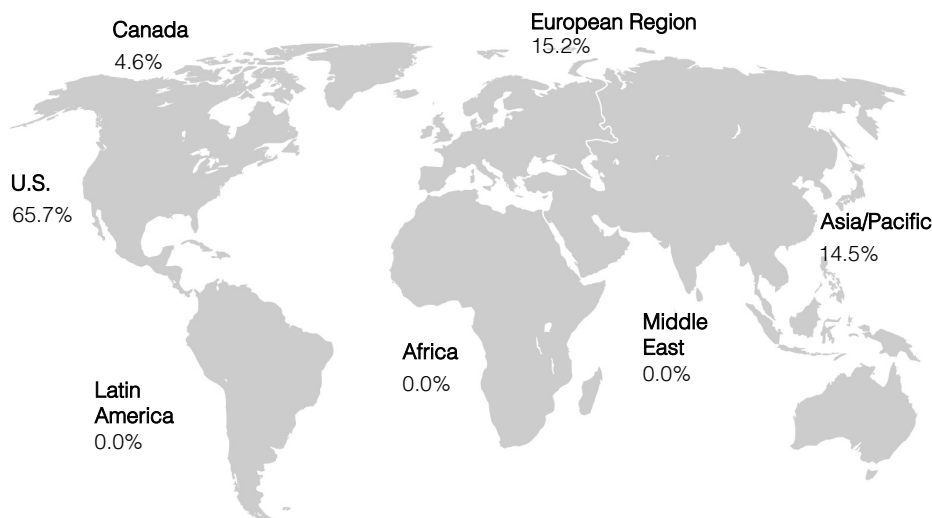 Canada
4.6%
European Region
15.2%
U.S.
65.7%
Asia/Pacific
14.5%
Middle
East
0.0%
Africa
0.0%
Latin
America
0.0%